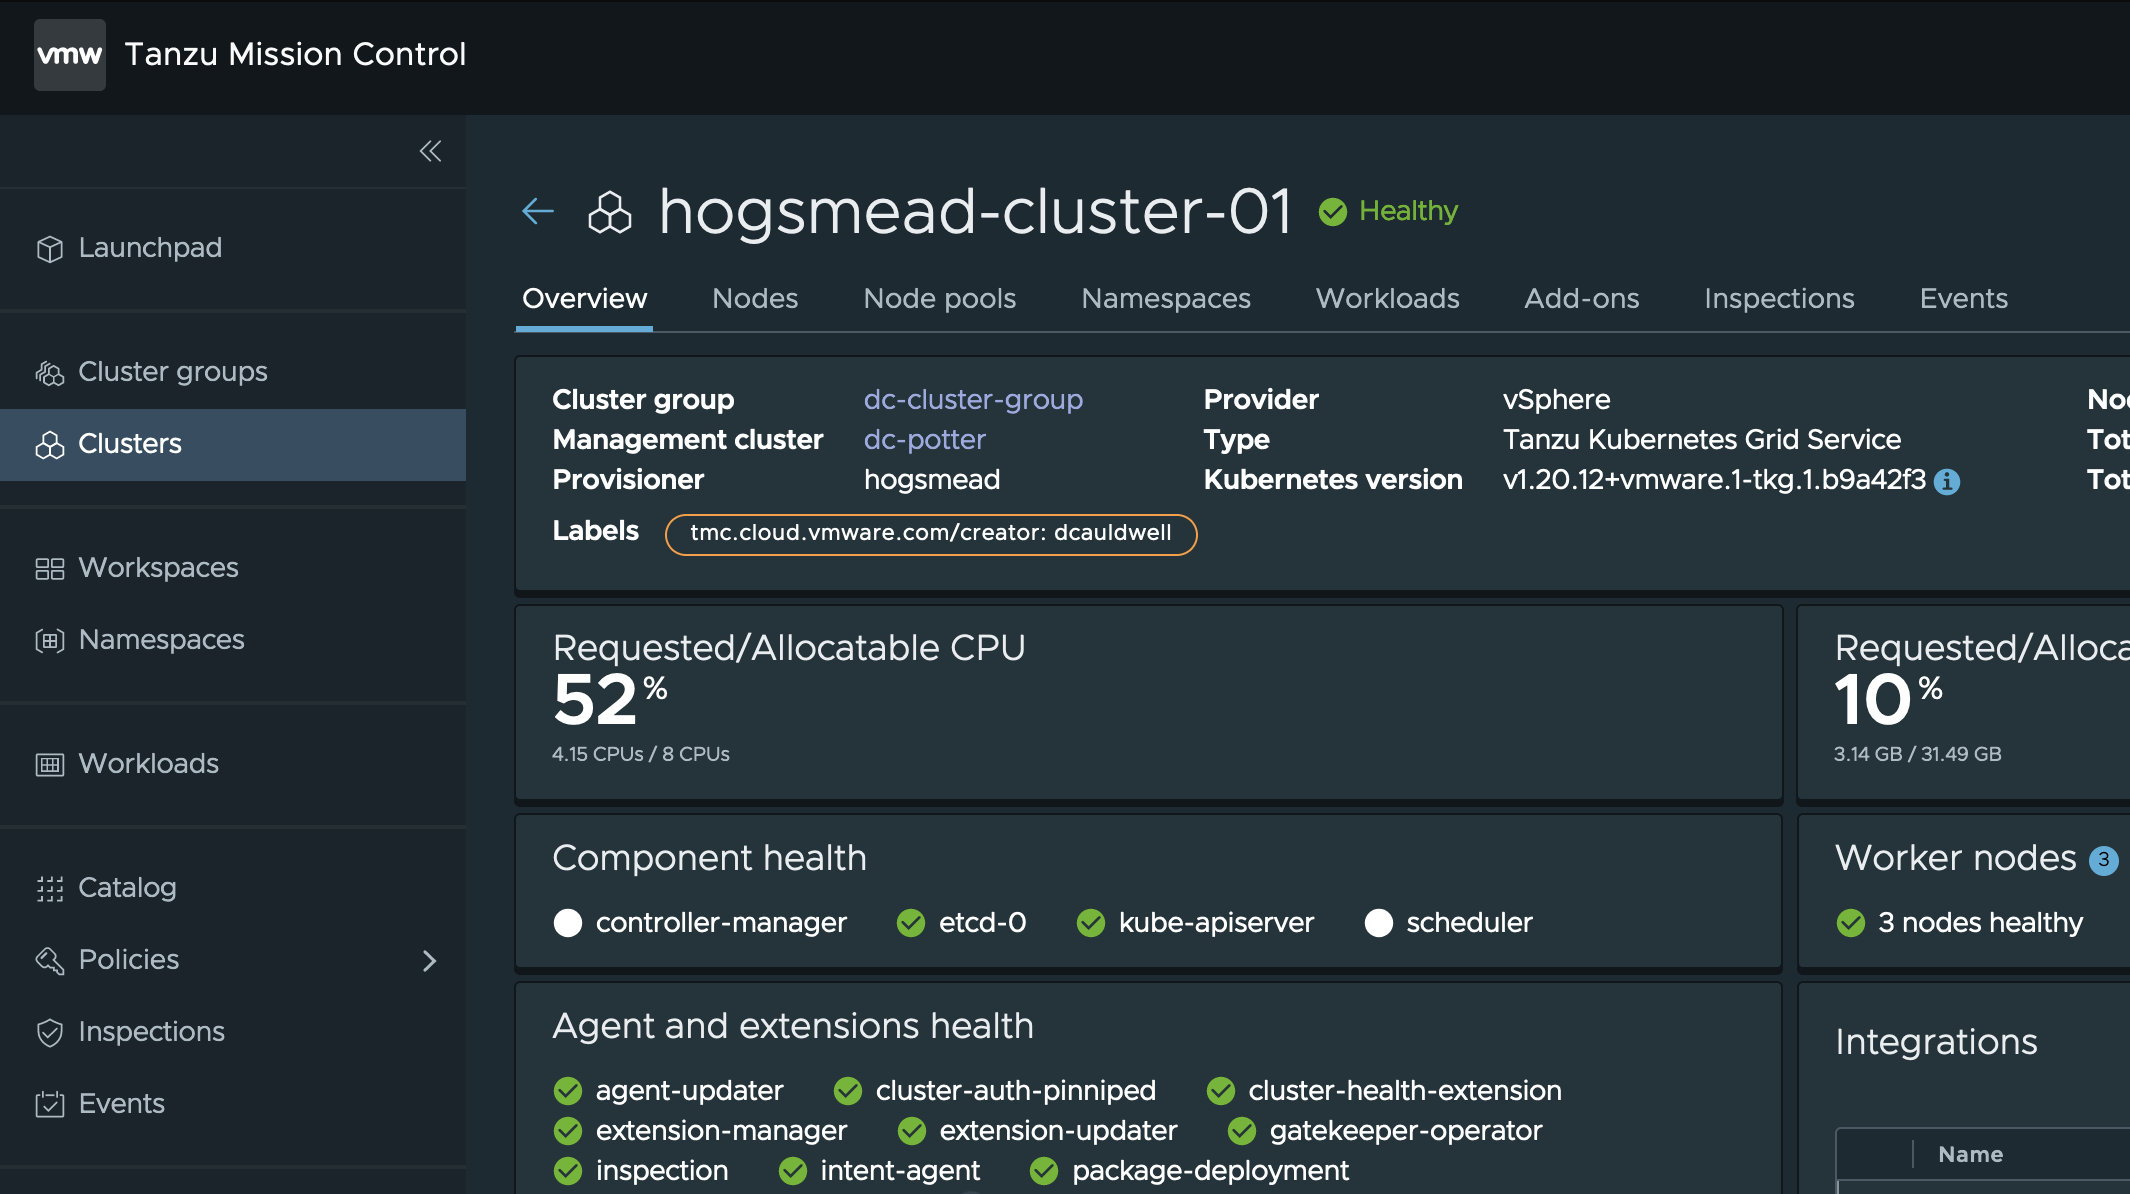 vmw Tanzu Mission Control
Launchpad
Cluster groups
Clusters
Workspaces
Namespaces
Workloads
Catalog
Policies
Inspections
Events
hogsmead-cluster-01 Healthy
Overview Nodes Node pools Namespaces Workloads Add-ons Inspections Events
Cluster group dc-cluster-group Provider vSphere
Management cluster dc-potter Type Tanzu Kubernetes Grid Service Tot
Provisioner hogsmead Kubernetes version v1.20.12+vmware.1-tkg.1.b9a42f3 Tot
Labels tmc.cloud.vmware.com/creator: dcauldwell
Requested/Allocatable CPU
52%
4.15 CPUs / 8 CPUs
Requested/Alloca
10%
3.14 GB / 31.49 GB
Component health
controller-manager etcd-0 kube-apiserver scheduler
Worker nodes 3
3 nodes healthy
Agent and extensions health
agent-updater cluster-auth-pinniped cluster-health-extension
extension-manager extension-updater gatekeeper-operator
inspection intent-agent package-deployment
Integrations
Name